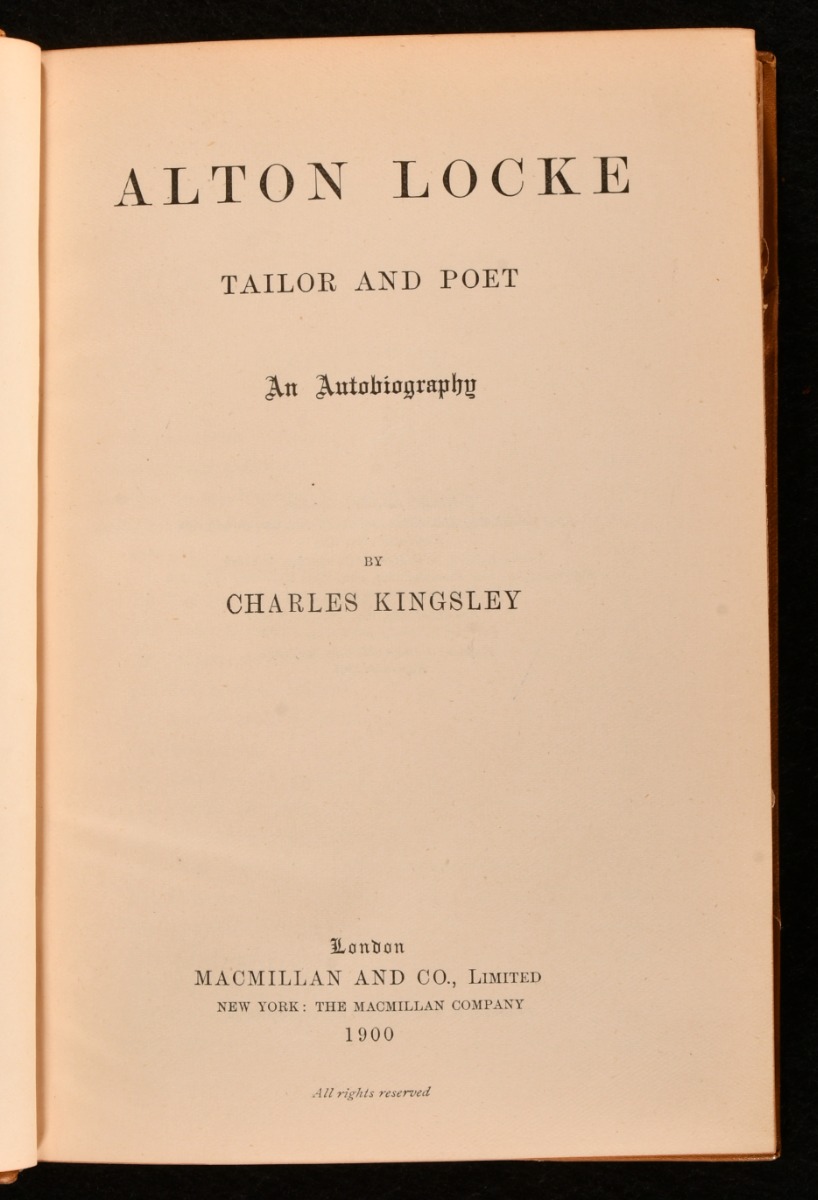 ALTON LOCKE
TAILOR AND POET
An Autobiography
BY
CHARLES KINGSLEY
London
MACMILLAN AND CO., LIMITED
NEW YORK: THE MACMILLAN COMPANY
1900
All rights reserved